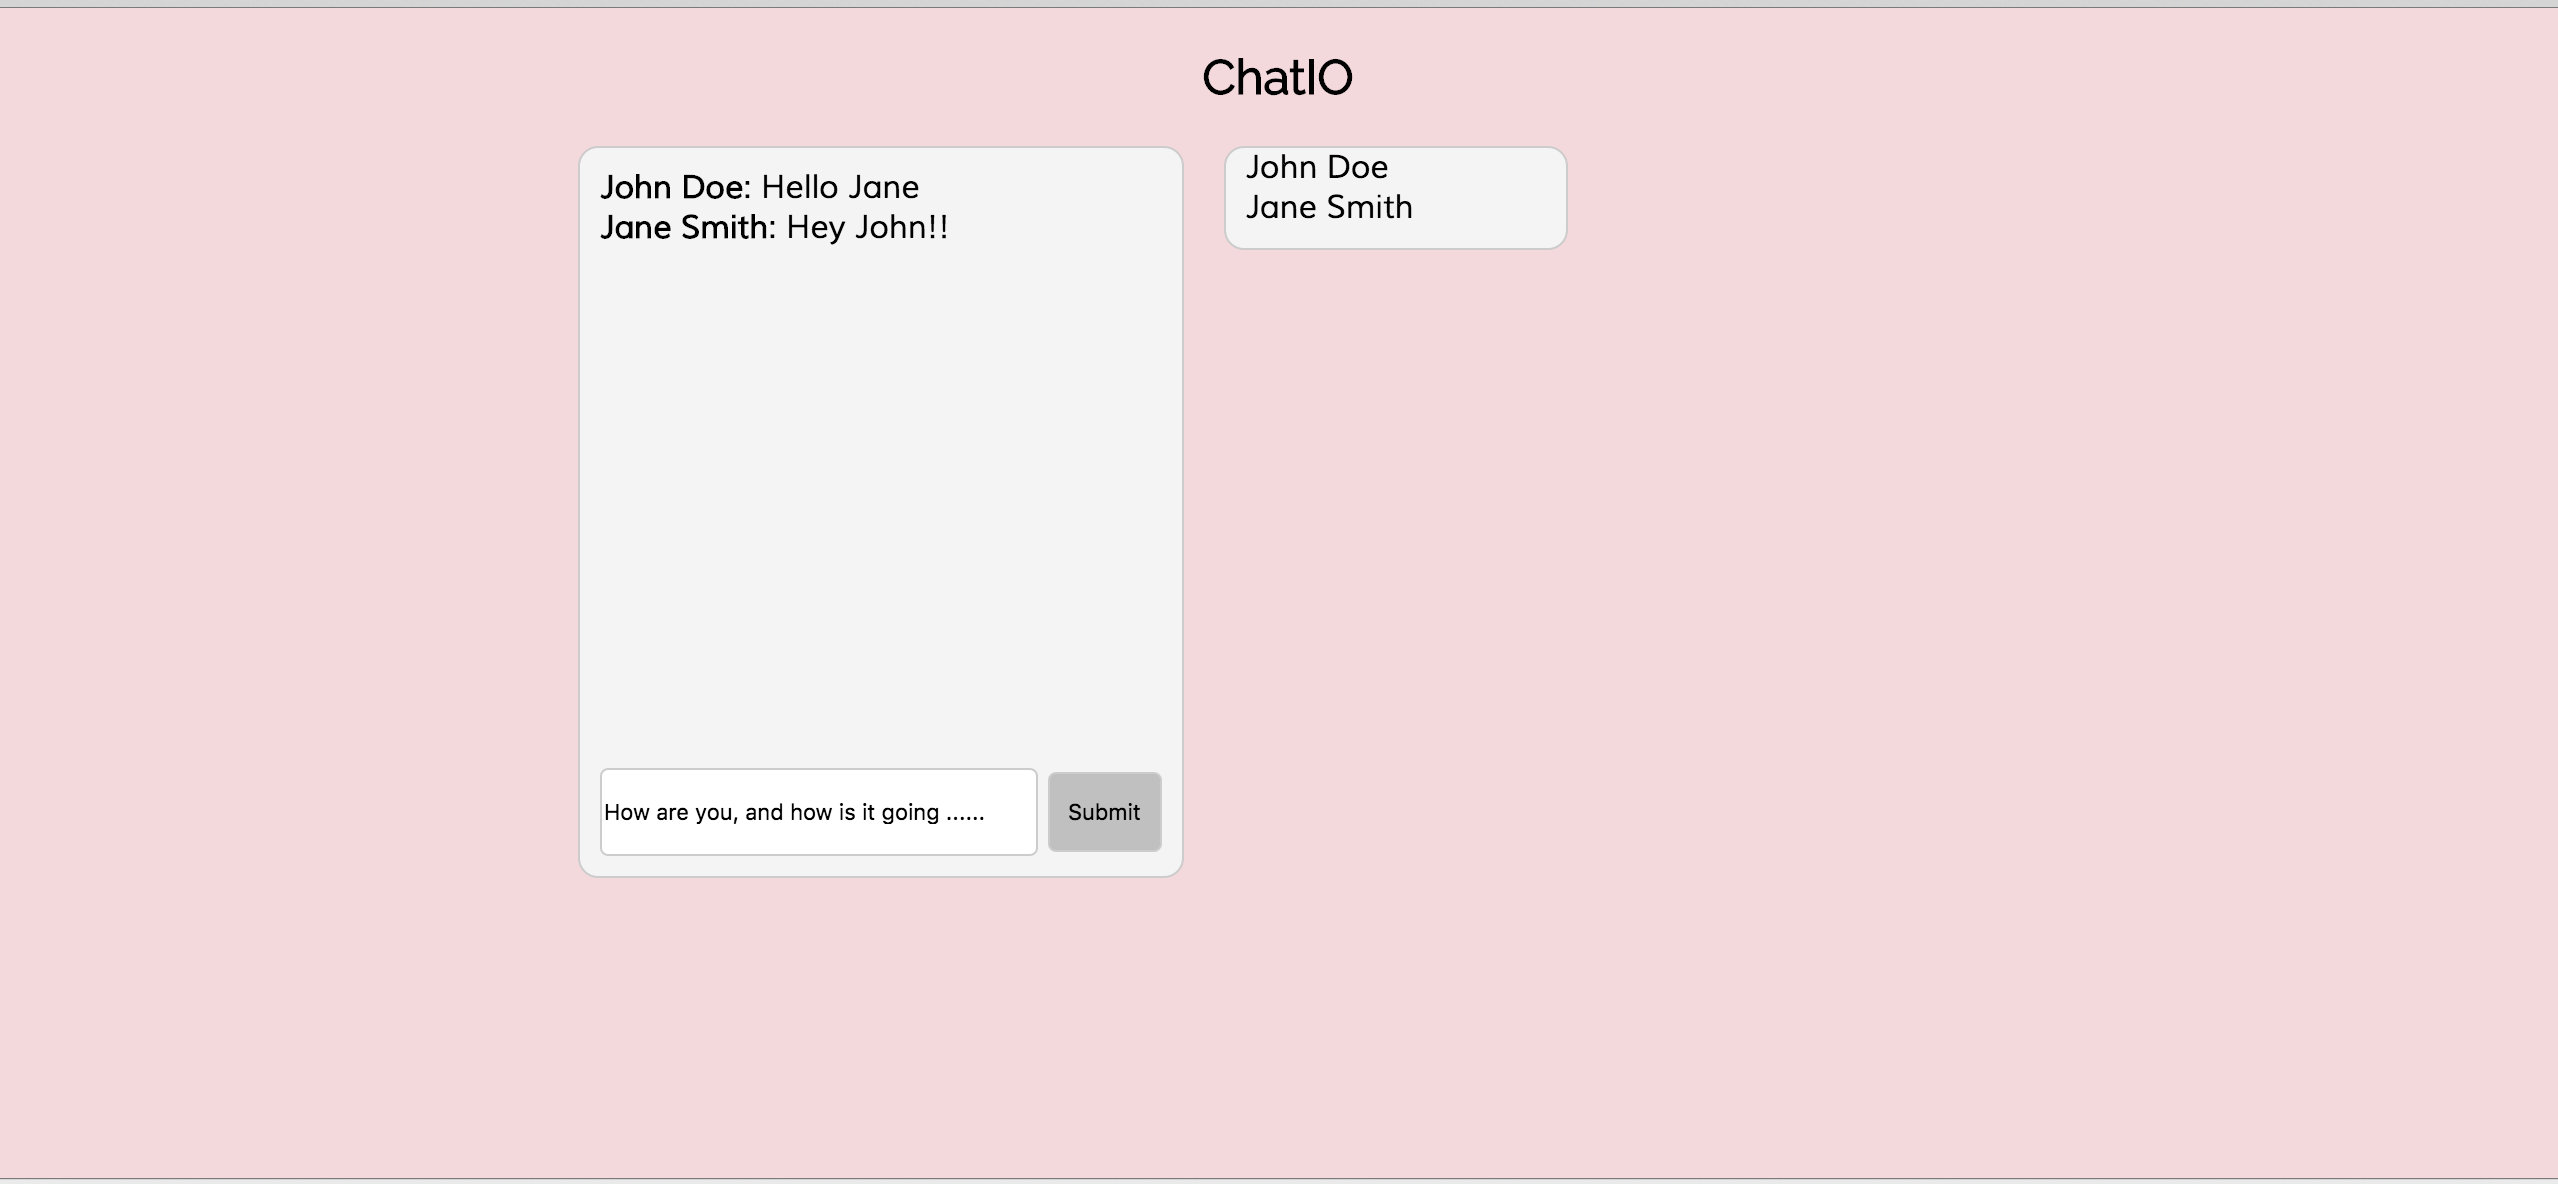 ChatIO
John Doe: Hello Jane
Jane Smith: Hey John!!
How are you, and how is it going ......
Submit
John Doe
Jane Smith